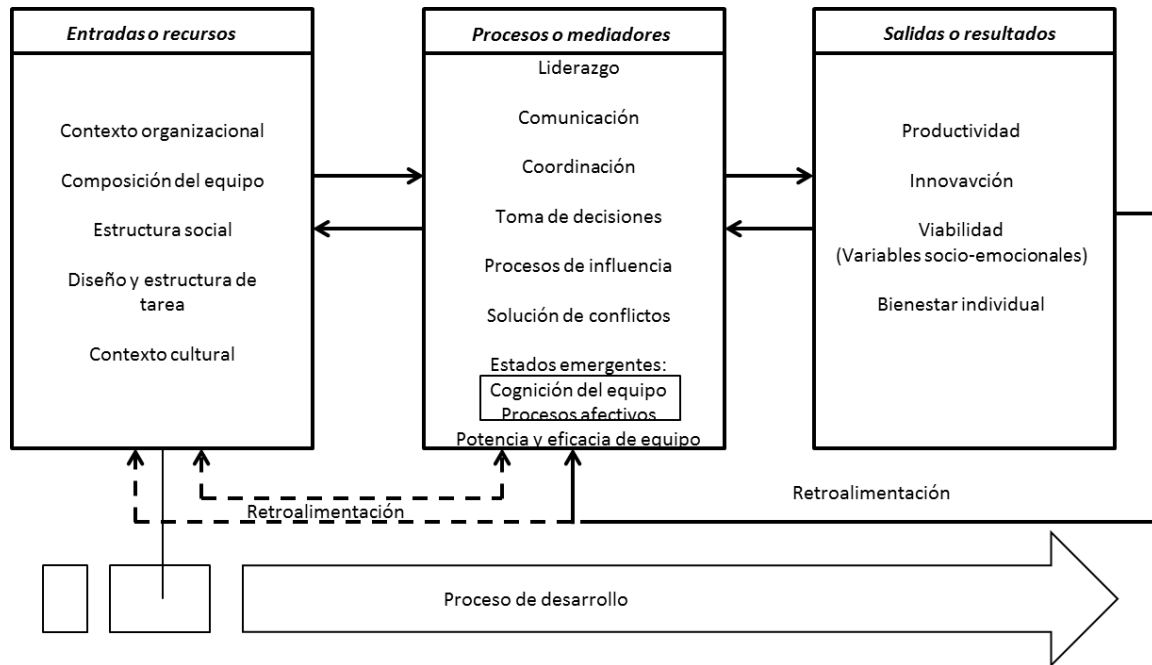 Entradas o recursos
Contexto organizacional
Composición del equipo
Estructura social
Diseño y estructura de
tarea
Contexto cultural
Procesos o mediadores
Liderazgo
Comunicación
Coordinación
Toma de decisiones
Procesos de influencia
Solución de conflictos
Estados emergentes:
Cognición del equipo
Procesos afectivos
Potencia y eficacia de equipo
Salidas o resultados
Productividad
Innovavción
Viabilidad
(Variables socio-emocionales)
Bienestar individual
Retroalimentación
Retroalimentación
Proceso de desarrollo